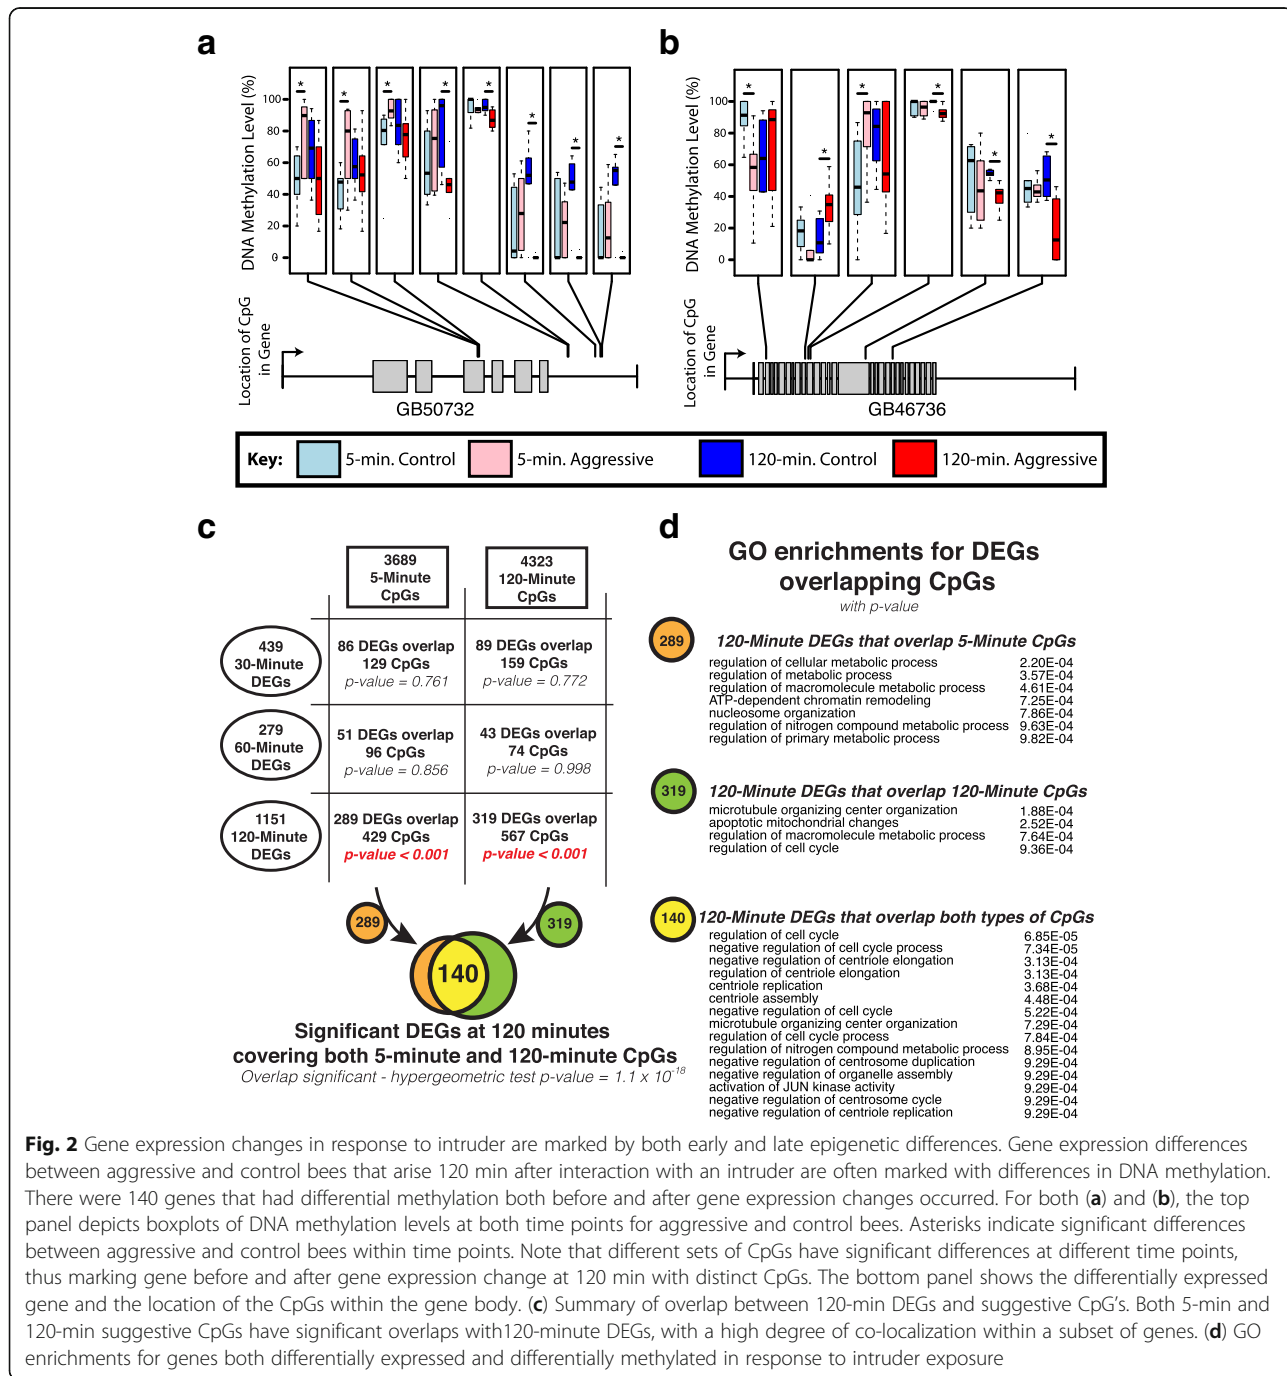 a
b
DNA Methylation Level (%)
100
80
60
40
20
0
* * * * * * * *
DNA Methylation Level (%)
100
80
60
40
20
0
* * * * * *
Location of CpG
in Gene
GB50732
Location of CpG
in Gene
GB46736
Key: 5-min. Control 5-min. Aggressive 120-min. Control 120-min. Aggressive
c
3689
5-Minute
CpGs
4323
120-Minute
CpGs
439
30-Minute
DEGs
86 DEGs overlap
129 CpGs
p-value = 0.761
89 DEGs overlap
159 CpGs
p-value = 0.772
279
60-Minute
DEGs
51 DEGs overlap
96 CpGs
p-value = 0.856
43 DEGs overlap
74 CpGs
p-value = 0.998
1151
120-Minute
DEGs
289 DEGs overlap
429 CpGs
p-value < 0.001
319 DEGs overlap
567 CpGs
p-value < 0.001
289
319
140
Significant DEGs at 120 minutes
covering both 5-minute and 120-minute CpGs
Overlap significant - hypergeometric test p-value = 1.1 x 10⁻¹⁸
d
GO enrichments for DEGs
overlapping CpGs
with p-value
289 120-Minute DEGs that overlap 5-Minute CpGs
regulation of cellular metabolic process 2.20E-04
regulation of metabolic process 3.57E-04
regulation of macromolecule metabolic process 4.61E-04
ATP-dependent chromatin remodeling 7.25E-04
nucleosome organization 7.86E-04
regulation of nitrogen compound metabolic process 9.63E-04
regulation of primary metabolic process 9.82E-04
319 120-Minute DEGs that overlap 120-Minute CpGs
microtubule organizing center organization 1.88E-04
apoptotic mitochondrial changes 2.52E-04
regulation of macromolecule metabolic process 7.64E-04
regulation of cell cycle 9.36E-04
140 120-Minute DEGs that overlap both types of CpGs
regulation of cell cycle 6.85E-05
negative regulation of cell cycle process 7.34E-05
negative regulation of centriole elongation 3.13E-04
regulation of centriole elongation 3.13E-04
centriole replication 3.68E-04
centriole assembly 4.48E-04
negative regulation of cell cycle 5.22E-04
microtubule organizing center organization 7.29E-04
regulation of cell cycle process 7.84E-04
regulation of nitrogen compound metabolic process 8.95E-04
negative regulation of centrosome duplication 9.29E-04
negative regulation of organelle assembly 9.29E-04
activation of JUN kinase activity 9.29E-04
negative regulation of centrosome cycle 9.29E-04
negative regulation of centriole replication 9.29E-04
Fig. 2 Gene expression changes in response to intruder are marked by both early and late epigenetic differences. Gene expression differences
between aggressive and control bees that arise 120 min after interaction with an intruder are often marked with differences in DNA methylation.
There were 140 genes that had differential methylation both before and after gene expression changes occurred. For both (a) and (b), the top
panel depicts boxplots of DNA methylation levels at both time points for aggressive and control bees. Asterisks indicate significant differences
between aggressive and control bees within time points. Note that different sets of CpGs have significant differences at different time points,
thus marking gene before and after gene expression change at 120 min with distinct CpGs. The bottom panel shows the differentially expressed
gene and the location of the CpGs within the gene body. (c) Summary of overlap between 120-min DEGs and suggestive CpG's. Both 5-min and
120-min suggestive CpGs have significant overlaps with120-minute DEGs, with a high degree of co-localization within a subset of genes. (d) GO
enrichments for genes both differentially expressed and differentially methylated in response to intruder exposure